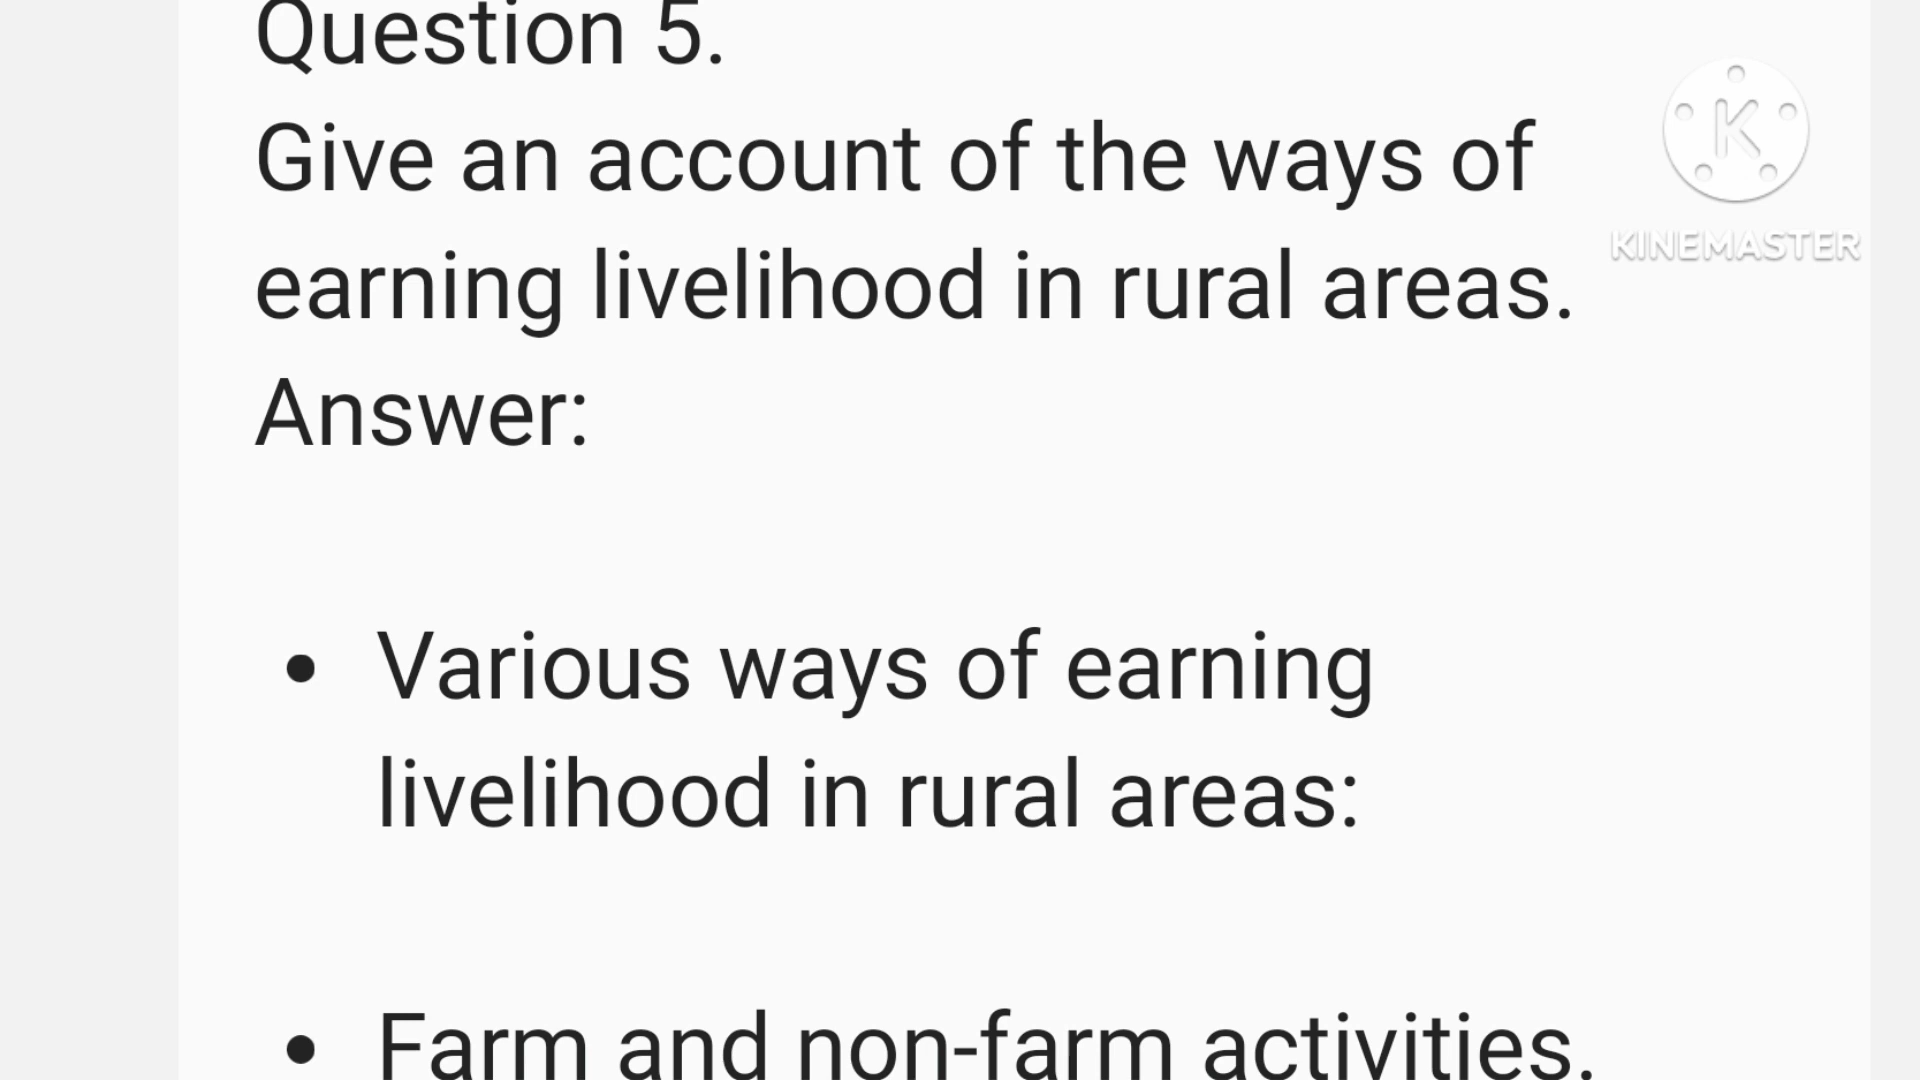 Question 5.
Give an account of the ways of
earning livelihood in rural areas.
Answer:
• Various ways of earning
livelihood in rural areas:
• Farm and non-farm activities.
K
KINEMASTER